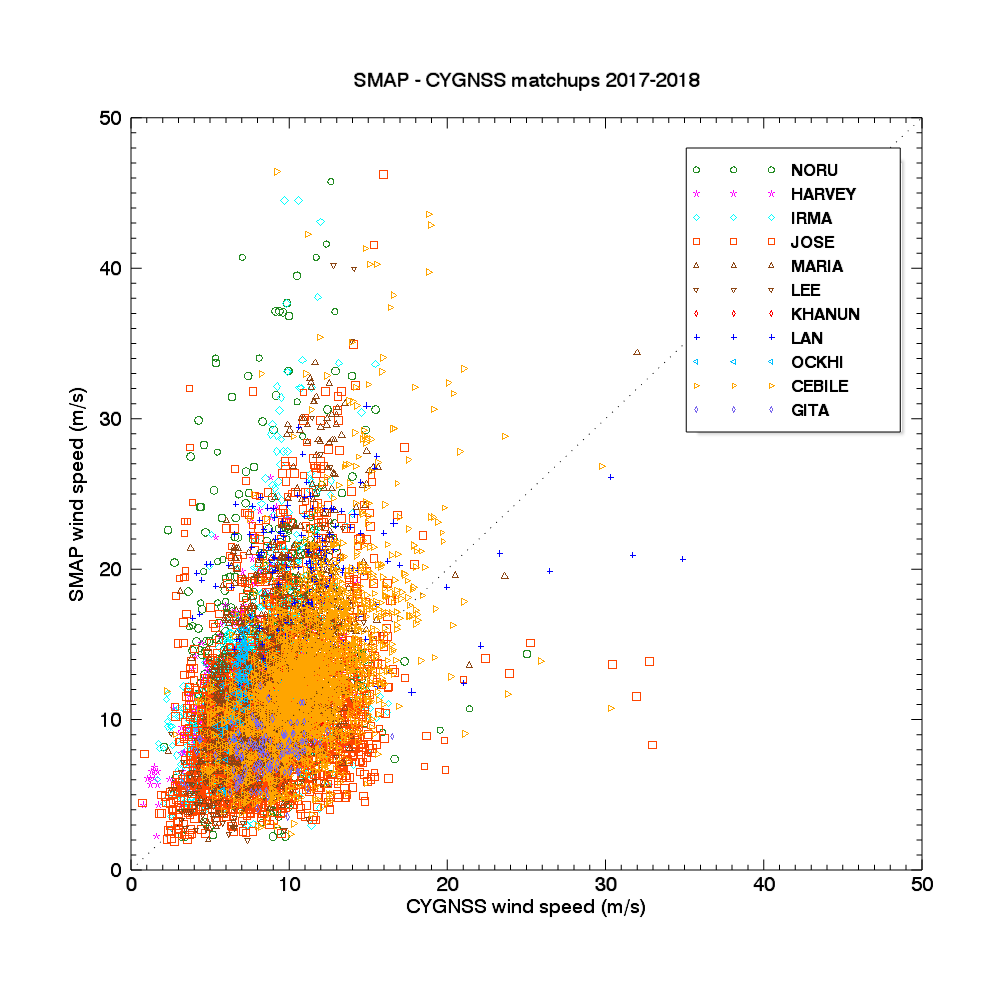 SMAP - CYGNSS matchups 2017-2018
50
40
30
20
10
0
SMAP wind speed (m/s)
NORU
HARVEY
IRMA
JOSE
MARIA
LEE
KHANUN
LAN
OCKHI
CEBILE
GITA
0 10 20 30 40 50
CYGNSS wind speed (m/s)